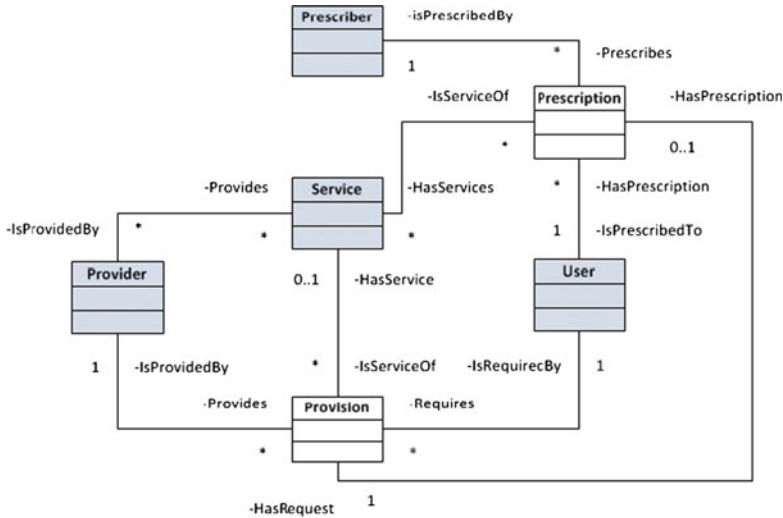 Prescriber
-isPrescribedBy
1
*
-Prescribes
-IsServiceOf
Prescription
-HasPrescription
*
0..1
-Provides
Service
-HasServices
*
-HasPrescription
-IsProvidedBy
*
*
*
1
-IsPrescribedTo
Provider
0..1
-HasService
User
1
-IsProvidedBy
*
-IsServiceOf
-IsRequirecBy
1
-Provides
Provision
-Requires
*
*
-HasRequest
1